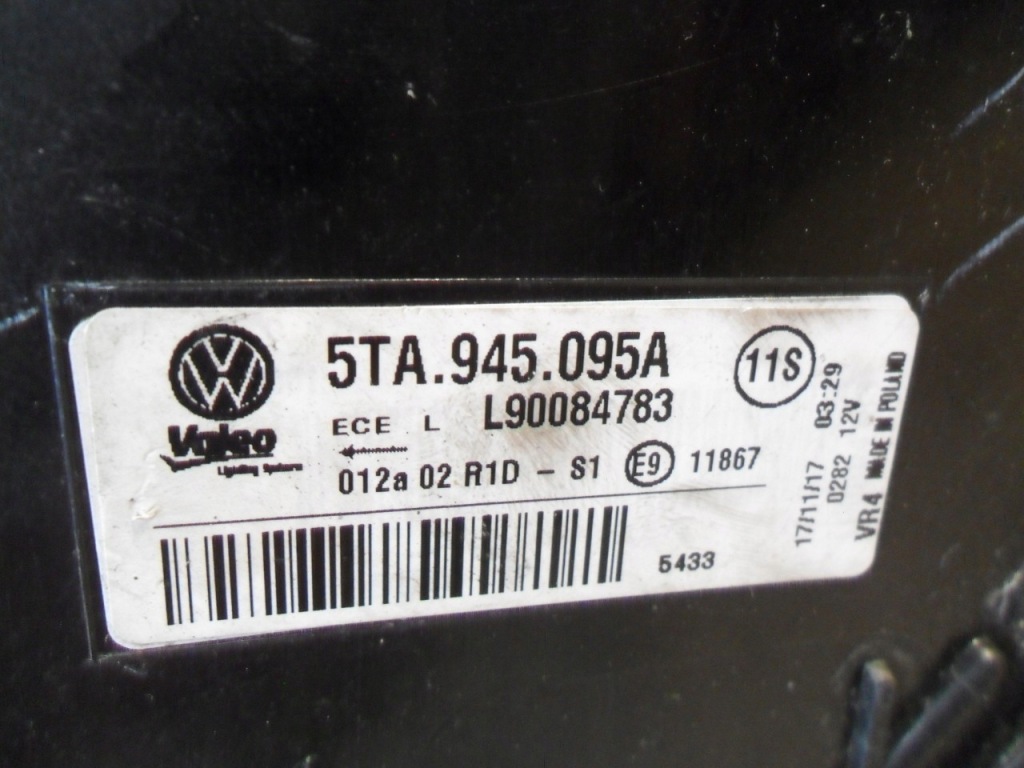 VW
Valeo
Lighting Systems
5TA.945.095A
ECE L L90084783
012a 02 R1D - S1 E9 11867
11S
5433
17/11/17 03:29
0282 12V
VR4 MADE IN POLAND